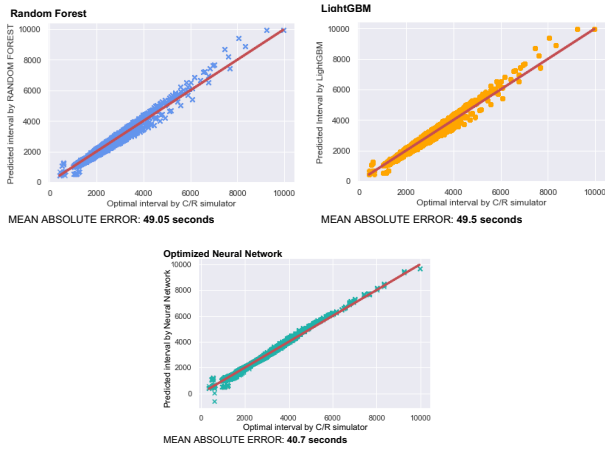 Random Forest
Predicted interval by RANDOM FOREST
10000
8000
6000
4000
2000
0
0 2000 4000 6000 8000 10000
Optimal interval by C/R simulator
MEAN ABSOLUTE ERROR: 49.05 seconds
LiahtGBM
Predicted Interval by LightGBM
10000
8000
6000
4000
2000
0
0 2000 4000 6000 8000 10000
Optimal interval by C/R simulator
MEAN ABSOLUTE ERROR: 49.5 seconds
Optimized Neural Network
Predicted interval by Neural Network
10000
8000
6000
4000
2000
0
0 2000 4000 6000 8000 10000
Optimal interval by C/R simulator
MEAN ABSOLUTE ERROR: 40.7 seconds